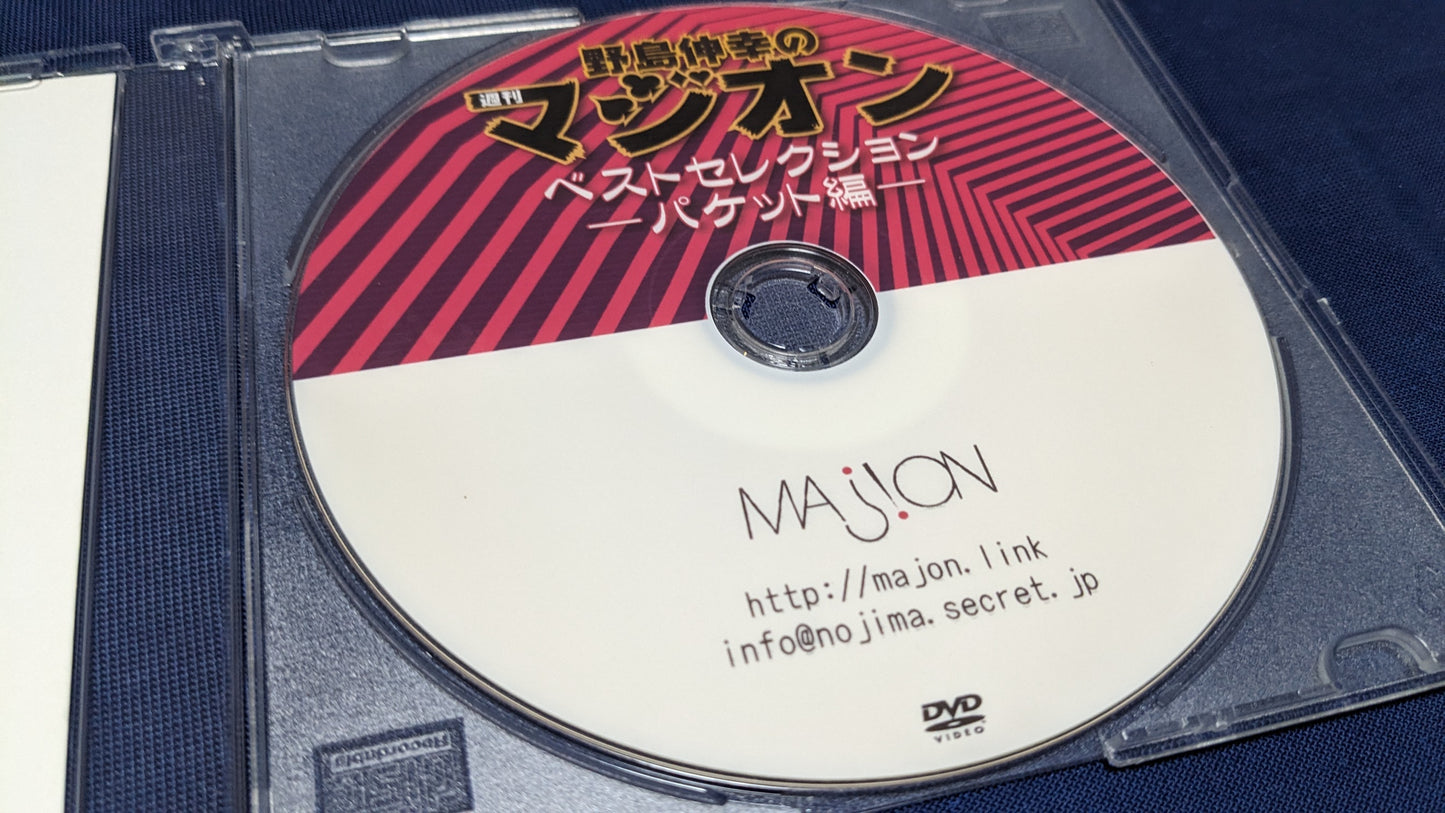 野島伸幸の
週刊
マジオン
ベストセレクション
―パケット編―
MAJ!ON
http://majon.link
info@nojima.secret.jp
DVD
VIDEO
Recordable